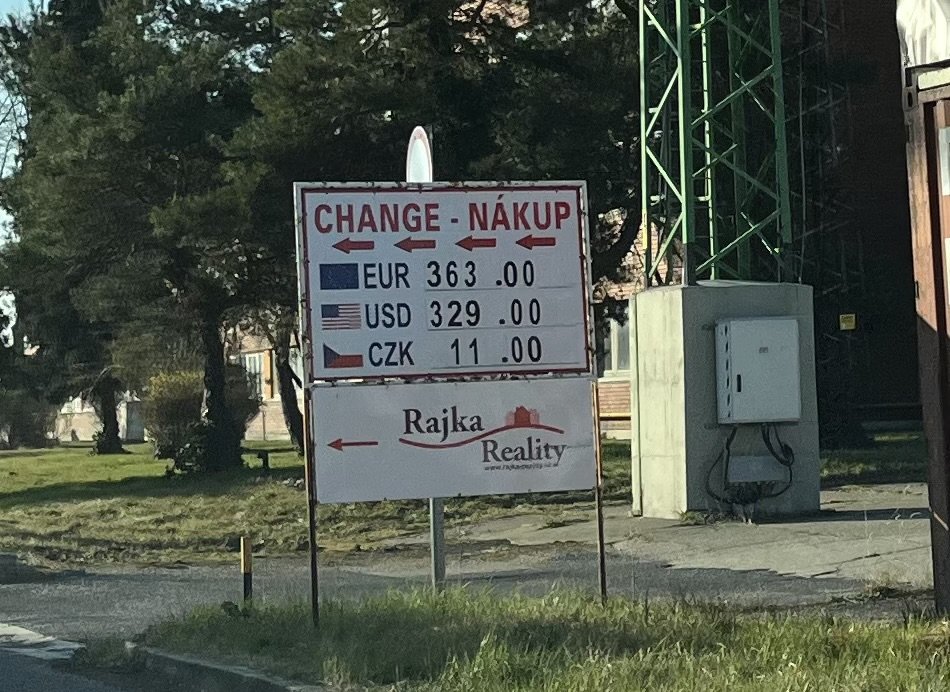 CHANGE - NÁKUP
EUR 363 .00
USD 329 .00
CZK 11 .00
Rajka
Reality